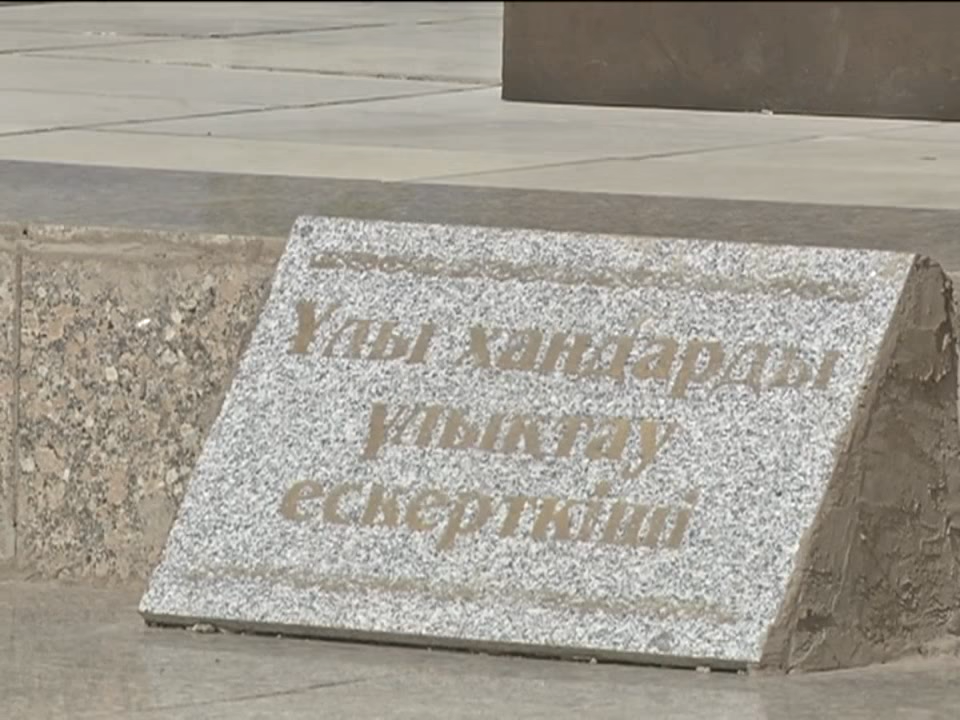 Ұлы хандарды
ұлықтау
ескерткіші